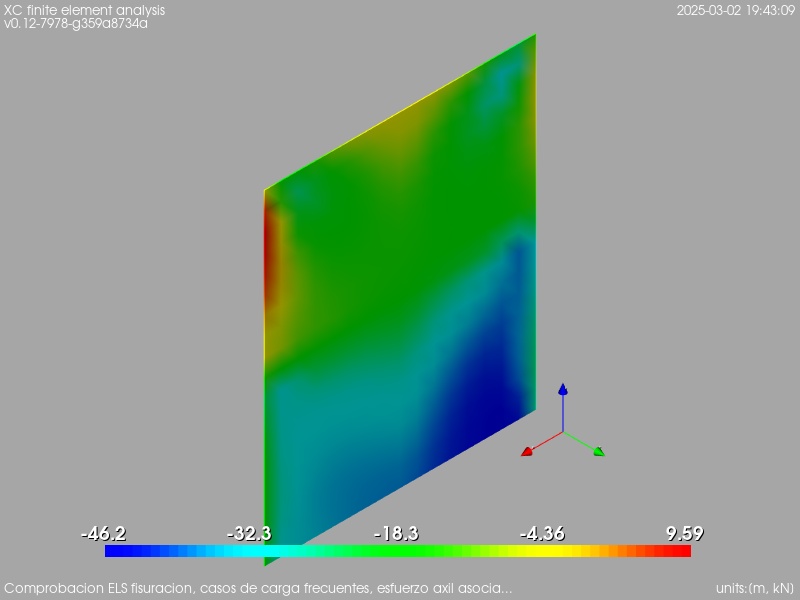 XC finite element analysis
v0.12-7978-g359a8734a
2025-03-02 19:43:09
-46.2 -32.3 -18.3 -4.36 9.59
Comprobacion ELS fisuracion, casos de carga frecuentes, esfuerzo axil asocia...
units:(m, kN)